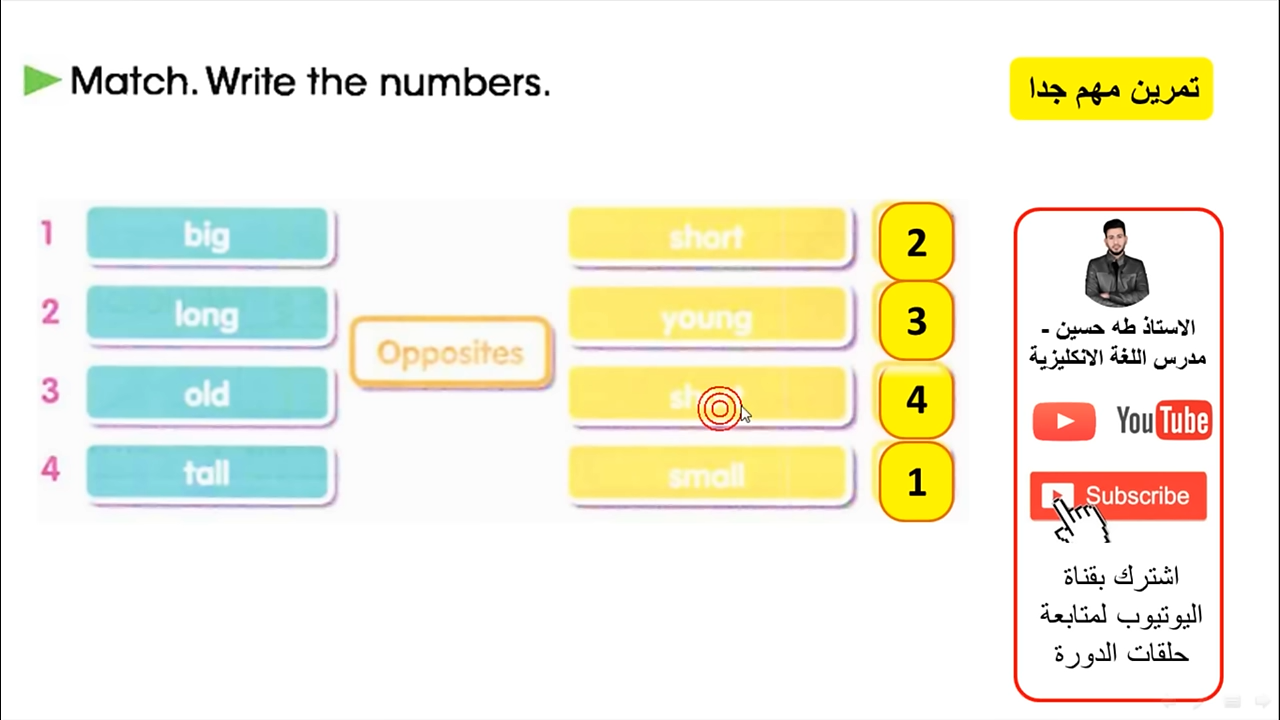 Match. Write the numbers.
تمرين مهم جدا
1 big short 2
2 long young 3
Opposites
3 old 4
4 tall small 1
الاستاذ طه حسين -
مدرس اللغة الانكليزية
YouTube
Subscribe
اشترك بقناة
اليوتيوب لمتابعة
حلقات الدورة